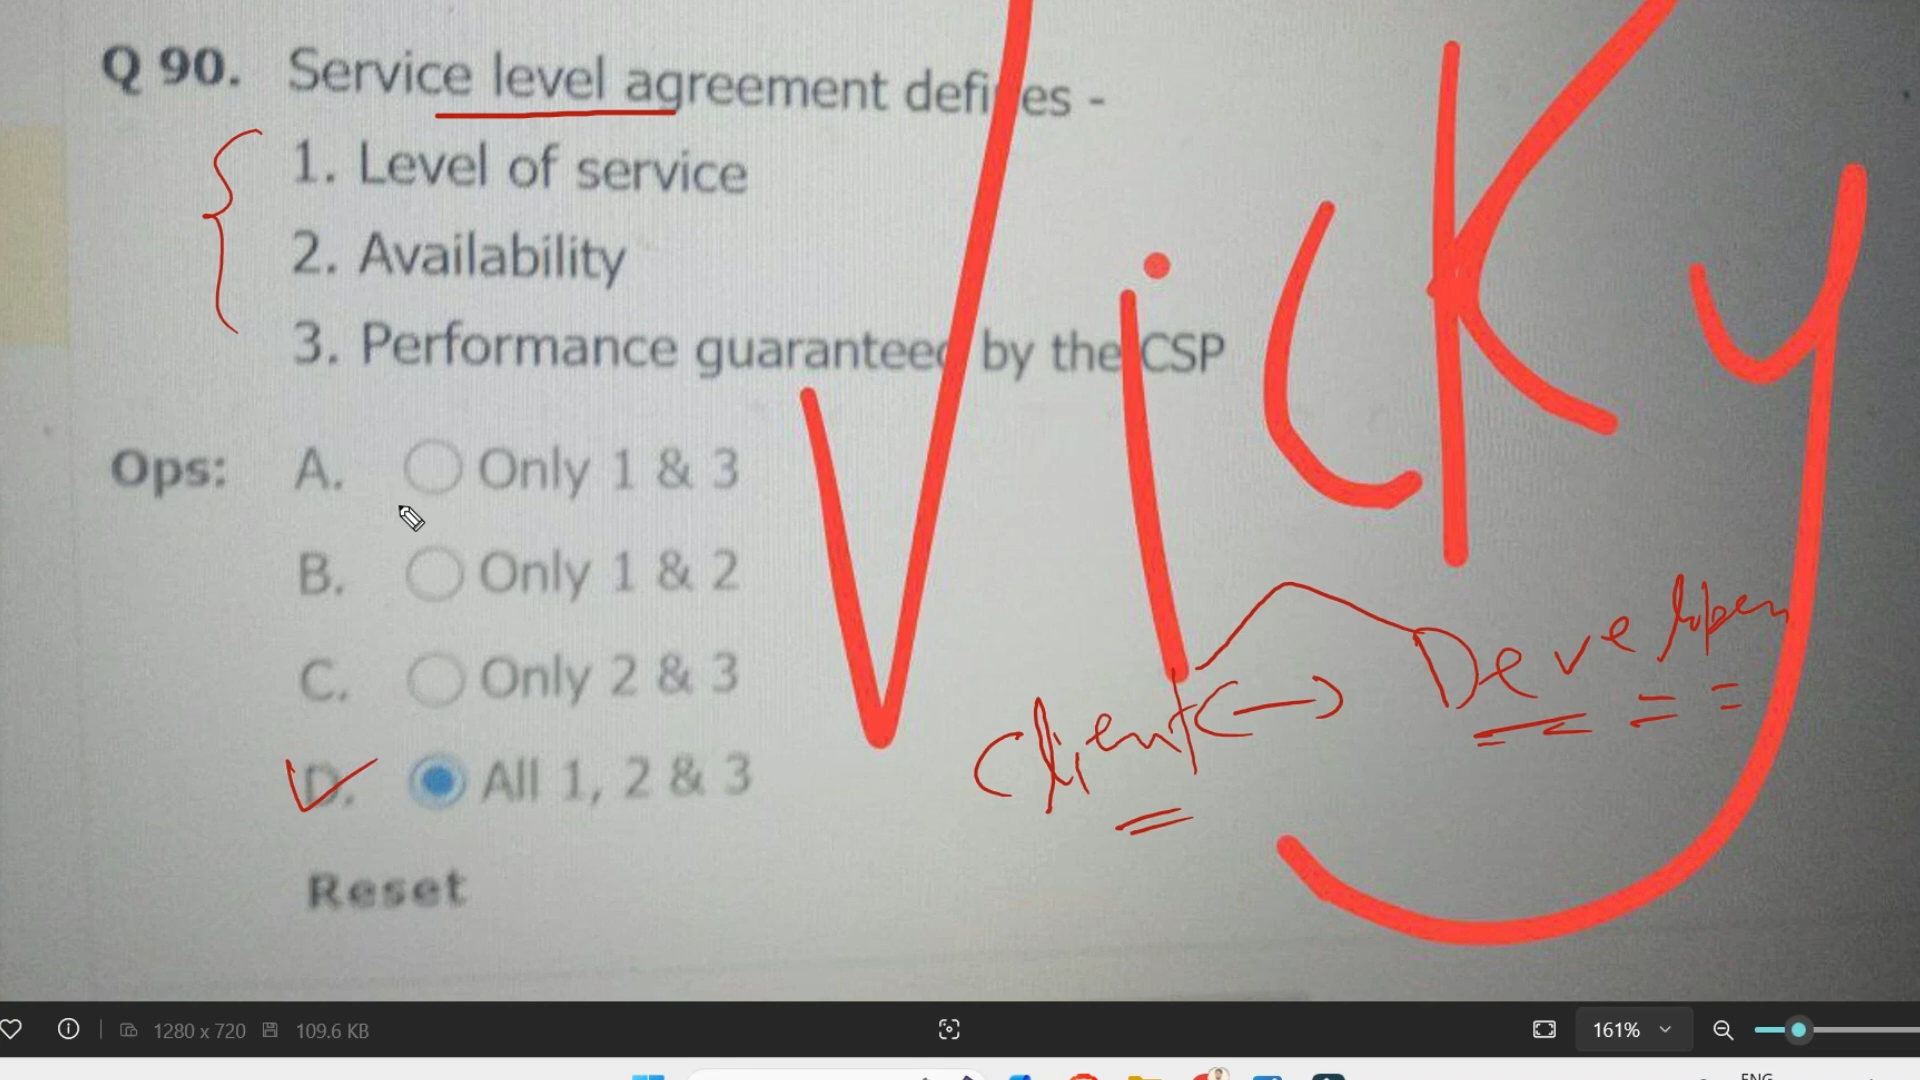 Q 90. Service level agreement defines -
1. Level of service
2. Availability
3. Performance guaranteed by the CSP
Ops: A. Only 1 & 3
B. Only 1 & 2
C. Only 2 & 3
D. All 1, 2 & 3
Reset
Vicky
Client Developer
1280 x 720 109.6 KB 161%
ENG